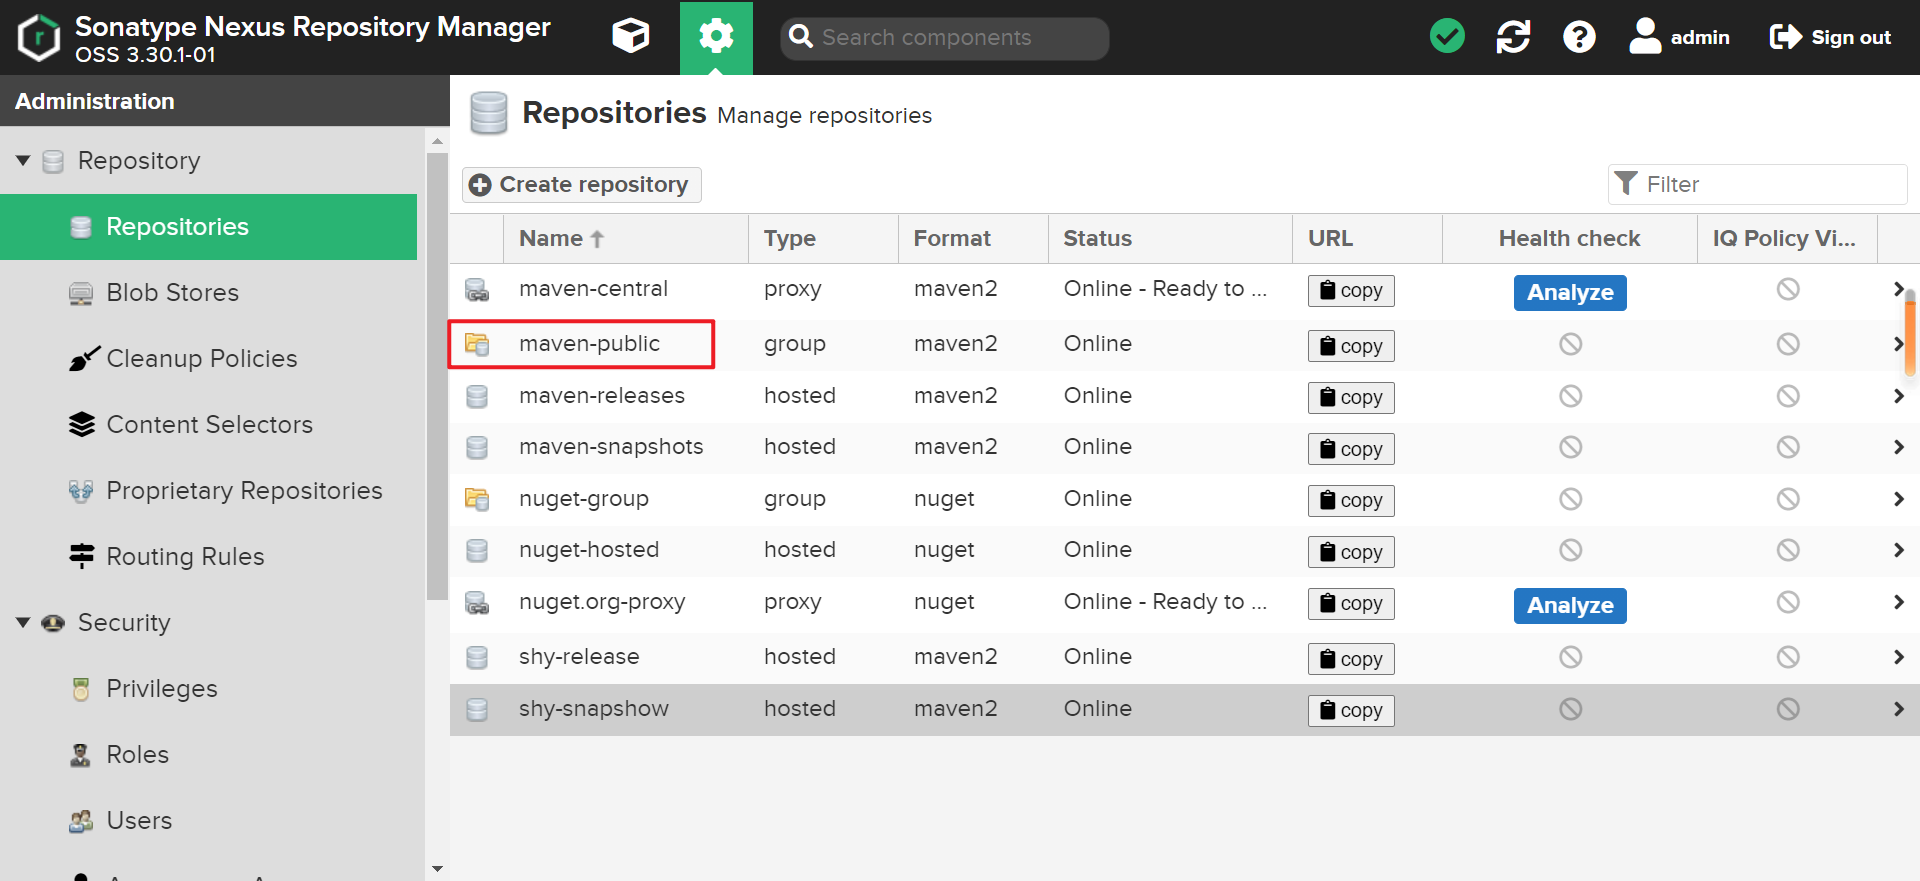 Sonatype Nexus Repository Manager
OSS 3.30.1-01
Search components
admin
Sign out
Administration
Repository
Repositories
Blob Stores
Cleanup Policies
Content Selectors
Proprietary Repositories
Routing Rules
Security
Privileges
Roles
Users
Repositories Manage repositories
Create repository
Filter
Name Type Format Status URL Health check IQ Policy Vi...
maven-central proxy maven2 Online - Ready to ... copy Analyze
maven-public group maven2 Online copy
maven-releases hosted maven2 Online copy
maven-snapshots hosted maven2 Online copy
nuget-group group nuget Online copy
nuget-hosted hosted nuget Online copy
nuget.org-proxy proxy nuget Online - Ready to ... copy Analyze
shy-release hosted maven2 Online copy
shy-snapshow hosted maven2 Online copy